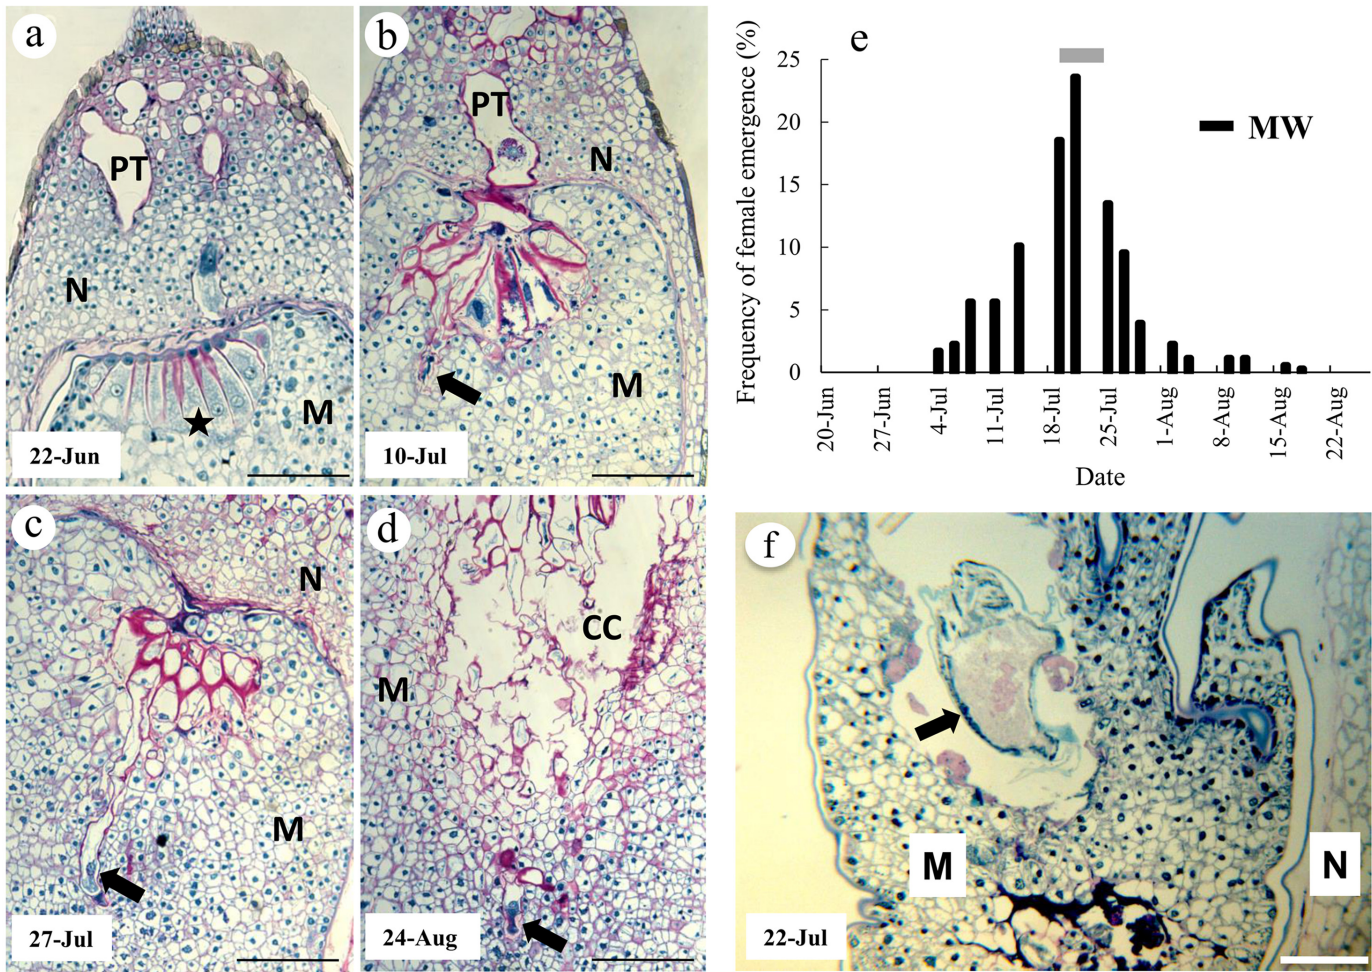 a
PT
N
M
22-Jun
b
PT
N
M
10-Jul
c
N
M
27-Jul
d
CC
M
24-Aug
e
Frequency of female emergence (%)
25
20
15
10
5
0
MW
20-Jun
27-Jun
4-Jul
11-Jul
18-Jul
25-Jul
1-Aug
8-Aug
15-Aug
22-Aug
Date
f
M
N
22-Jul